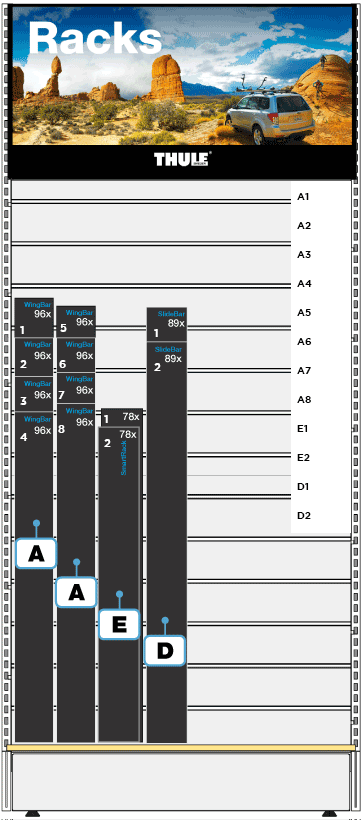 Racks
THULE
A1
A2
A3
A4
A5
A6
A7
A8
E1
E2
D1
D2
WingBar
96x
1
WingBar
96x
2
WingBar
96x
3
WingBar
96x
4
WingBar
96x
5
WingBar
96x
6
WingBar
96x
7
WingBar
96x
8
1 78x
2 78x
SmartRack
SlideBar
89x
1
SlideBar
89x
2
A
A
E
D